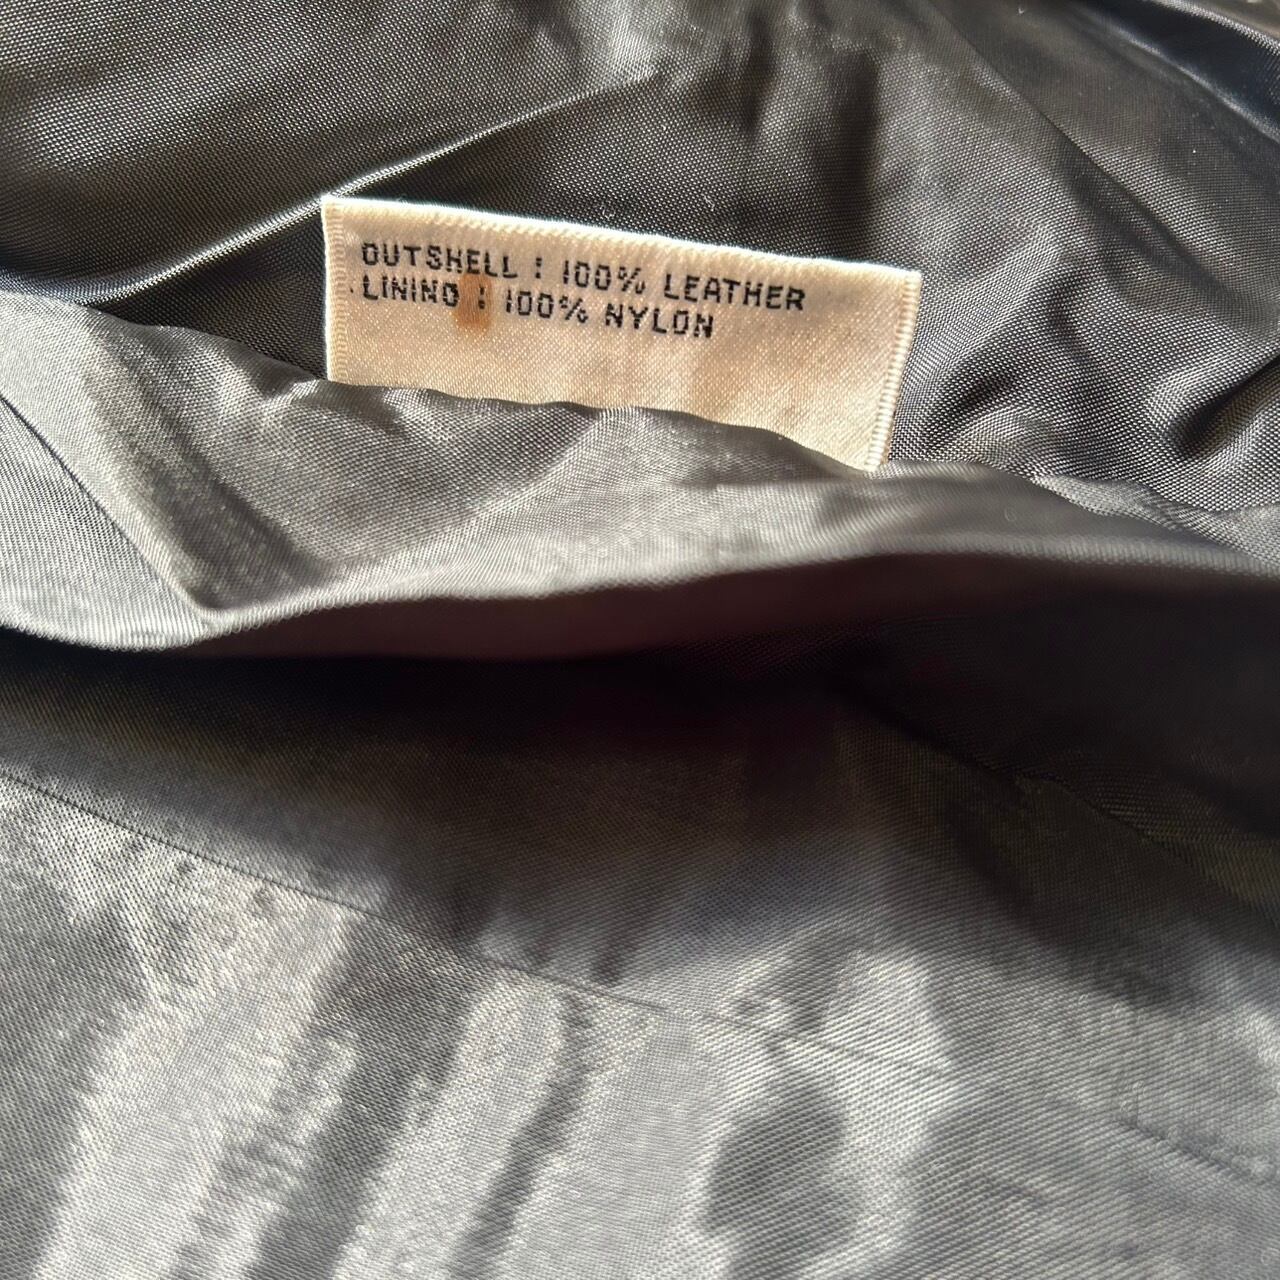 OUTSHELL : 100% LEATHER
LINING : 100% NYLON